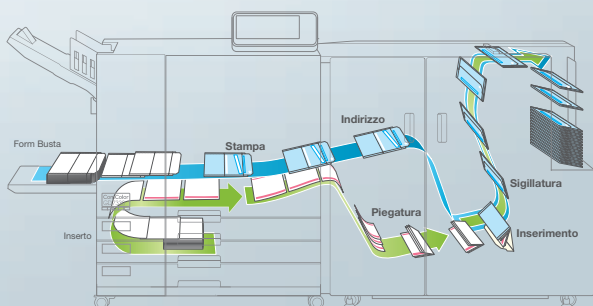 Indirizzo
Form Busta
Stampa
Sigillatura
Piegatura
Inserto
Inserimento